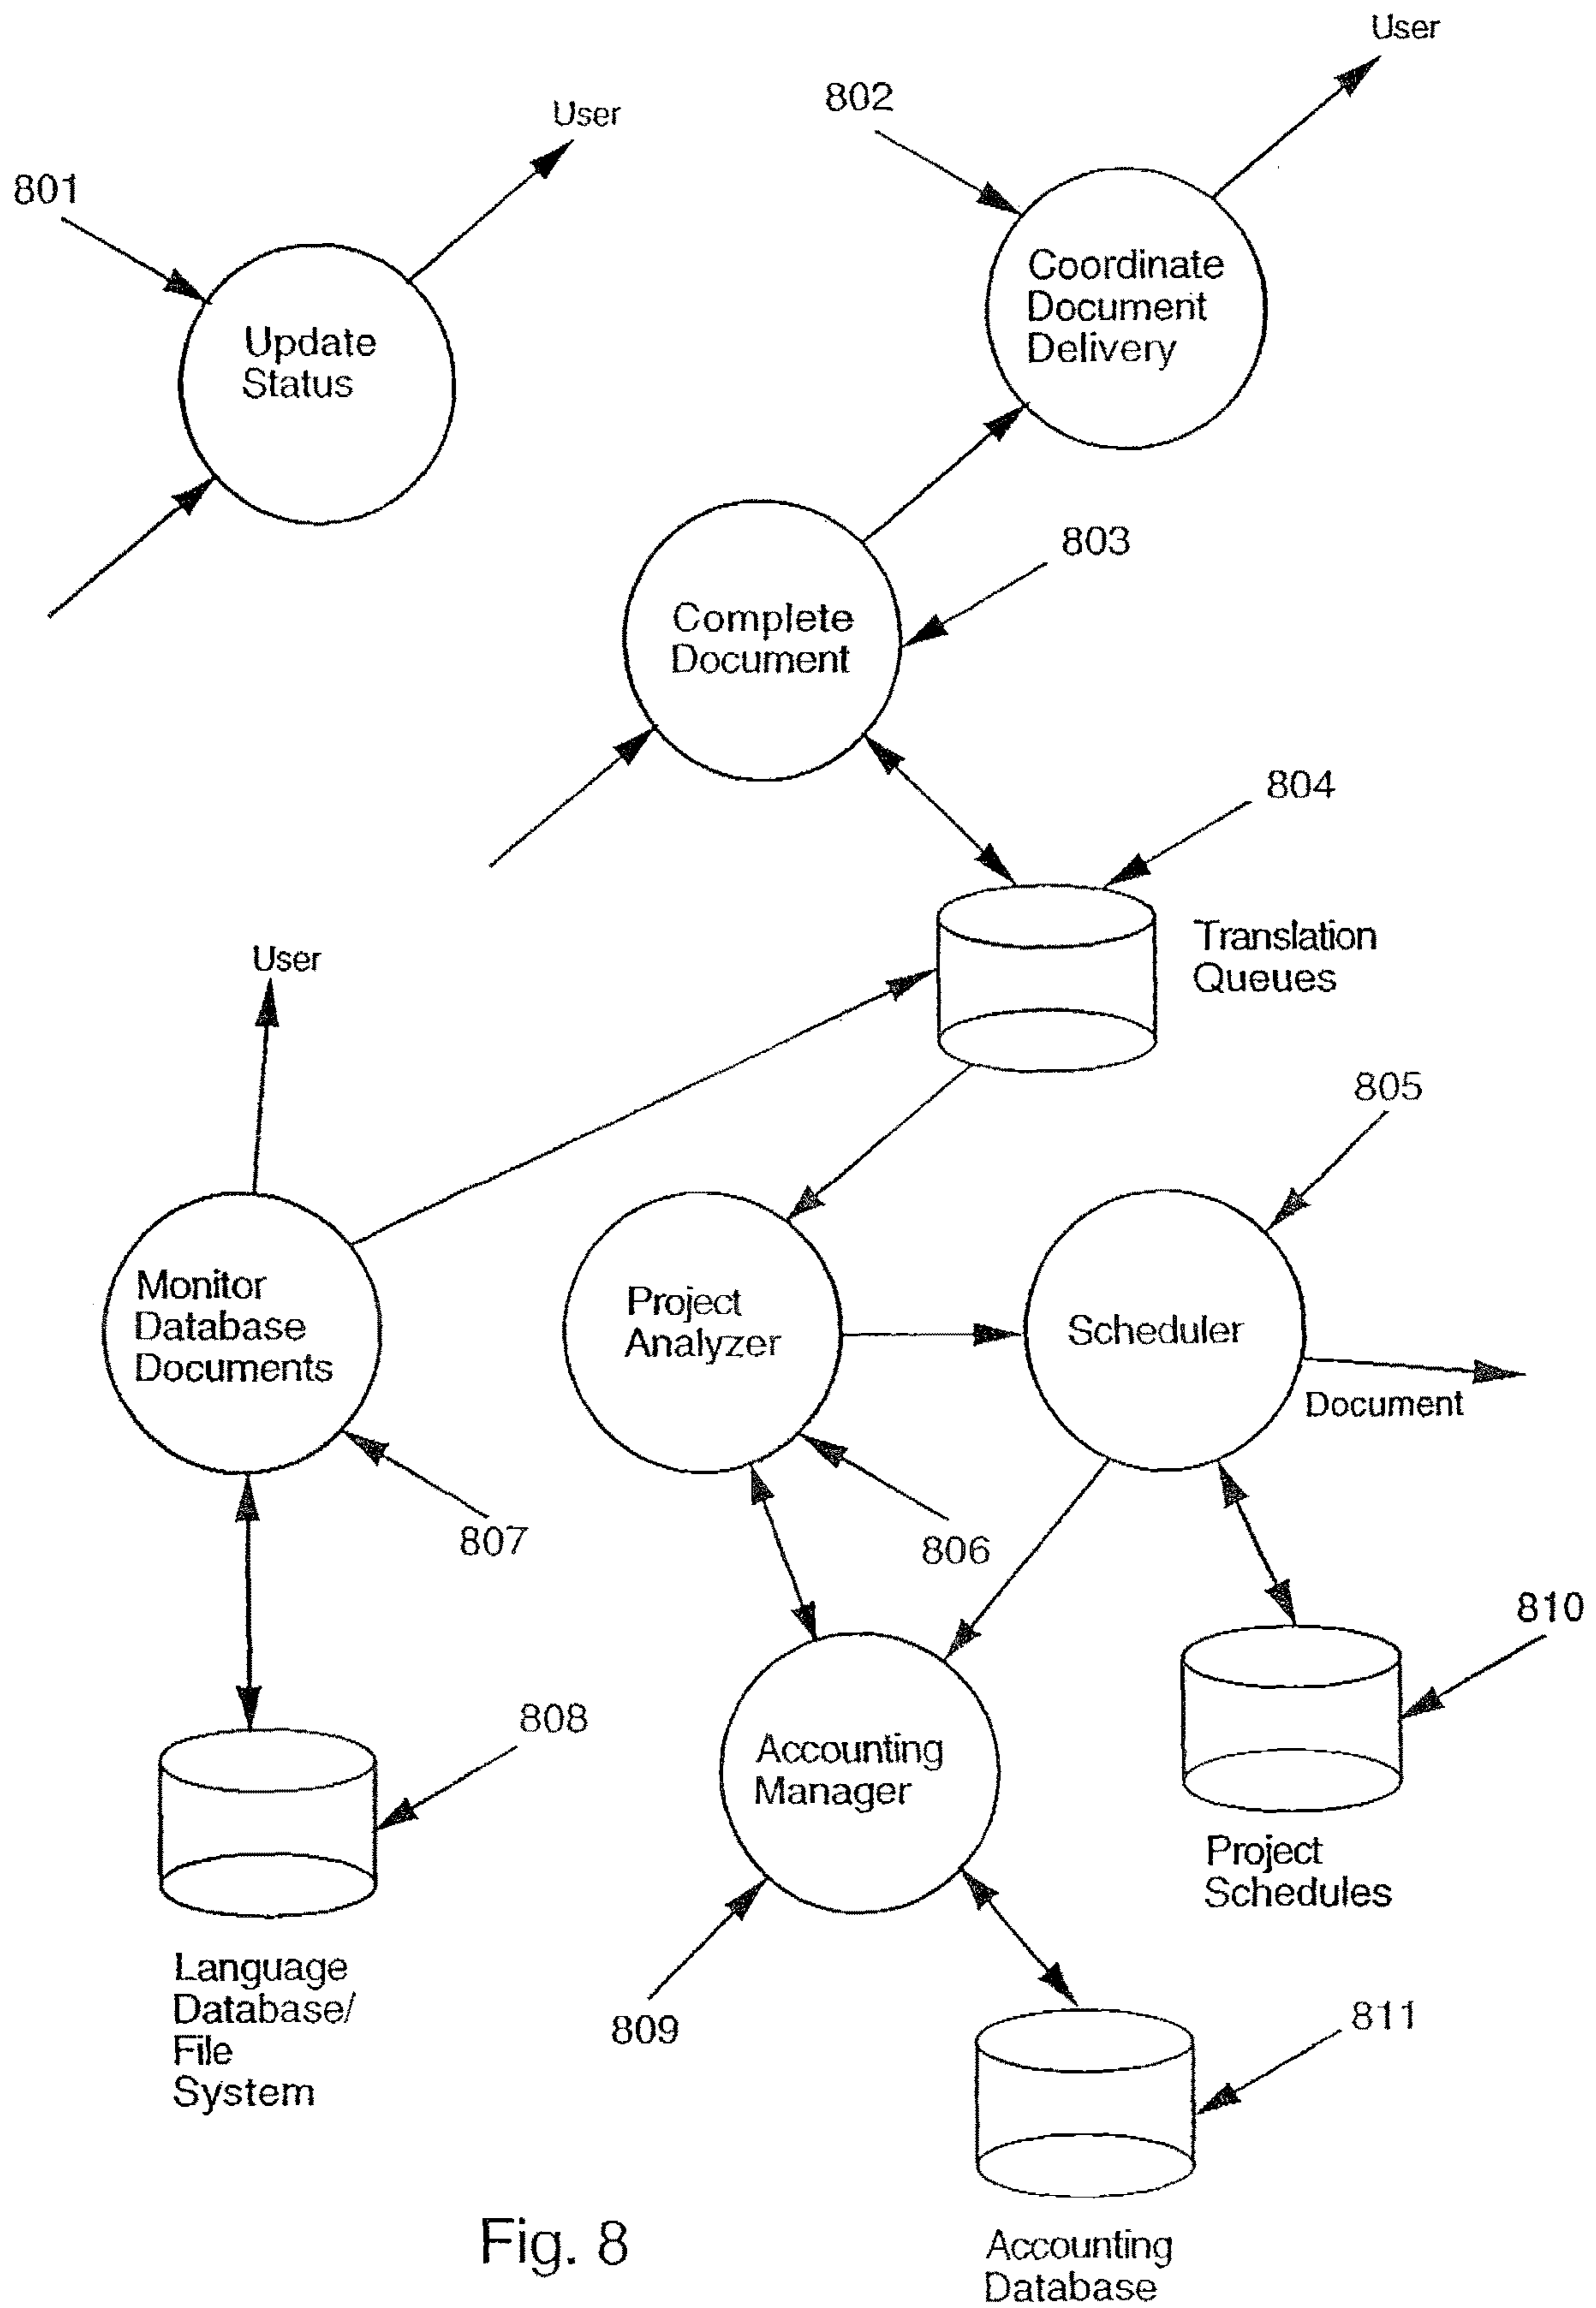 User
802
User
801
Coordinate
Document
Delivery
Update
Status
803
Complete
Document
804
Translation
Queues
User
805
Monitor
Database
Documents
Project
Analyzer
Scheduler
Document
807
806
810
808
Accounting
Manager
Project
Schedules
Language
Database/
File
System
809
811
Fig. 8
Accounting
Database